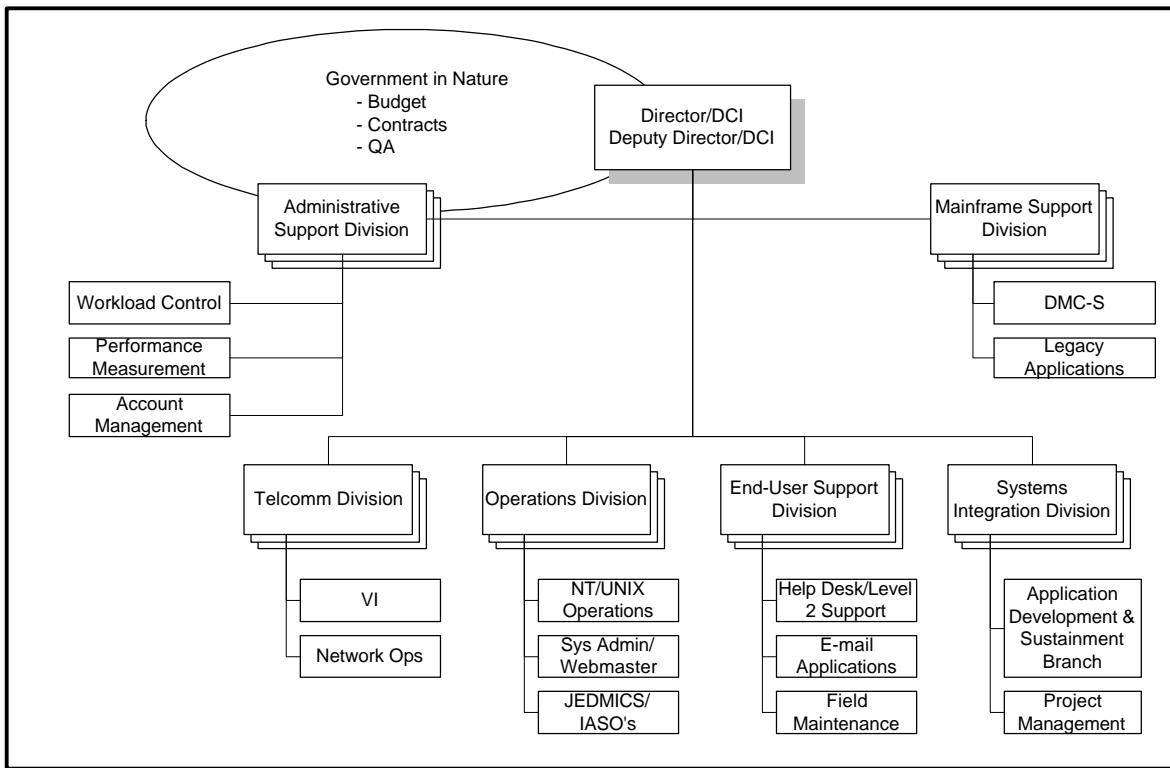 Government in Nature
- Budget
- Contracts
- QA
Director/DCI
Deputy Director/DCI
Administrative
Support Division
Mainframe Support
Division
Workload Control
Performance
Measurement
Account
Management
DMC-S
Legacy
Applications
Telcomm Division
Operations Division
End-User Support
Division
Systems
Integration Division
VI
Network Ops
NT/UNIX
Operations
Sys Admin/
Webmaster
JEDMICS/
IASO's
Help Desk/Level
2 Support
E-mail
Applications
Field
Maintenance
Application
Development &
Sustainment
Branch
Project
Management